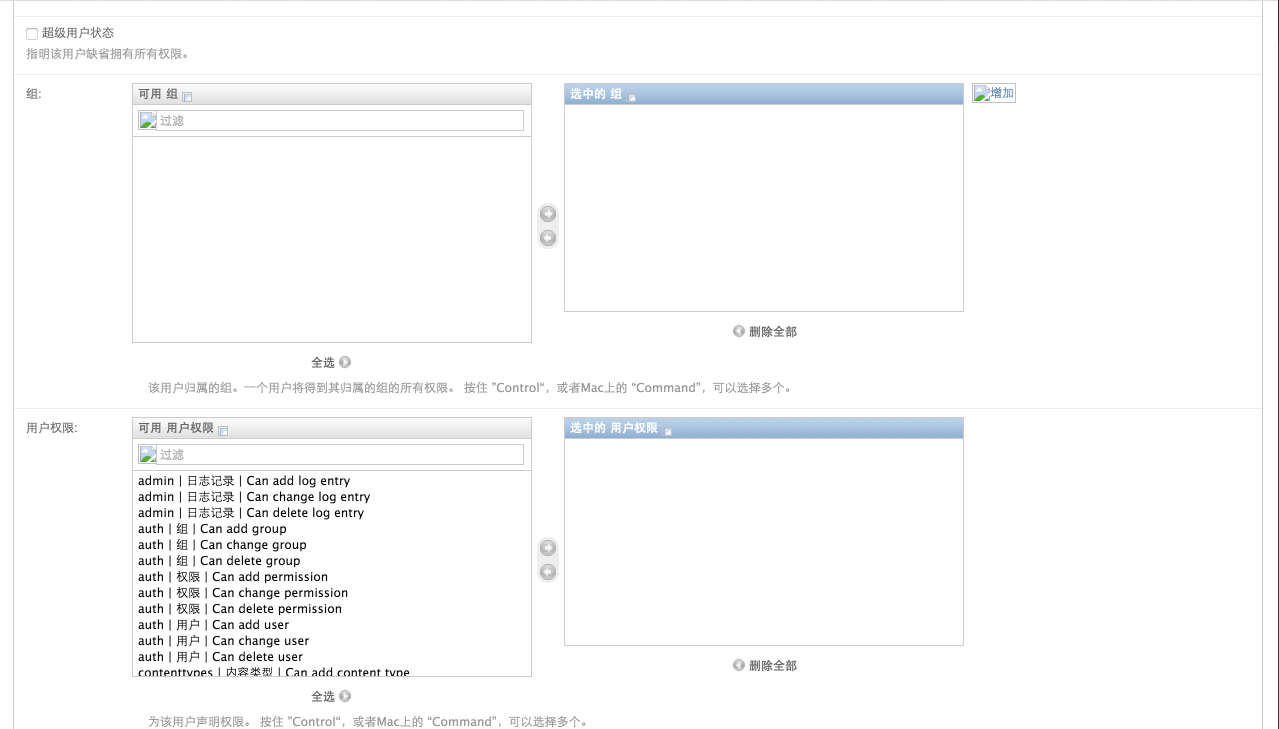 超级用户状态
指明该用户缺省拥有所有权限。
组:
可用 组
选中的 组
增加
过滤
删除全部
全选
该用户归属的组。一个用户将得到其归属的组的所有权限。 按住 ”Control“，或者Mac上的 “Command”，可以选择多个。
用户权限:
可用 用户权限
选中的 用户权限
过滤
admin | 日志记录 | Can add log entry
admin | 日志记录 | Can change log entry
admin | 日志记录 | Can delete log entry
auth | 组 | Can add group
auth | 组 | Can change group
auth | 组 | Can delete group
auth | 权限 | Can add permission
auth | 权限 | Can change permission
auth | 权限 | Can delete permission
auth | 用户 | Can add user
auth | 用户 | Can change user
auth | 用户 | Can delete user
contenttypes | 内容类型 | Can add content type
删除全部
全选
为该用户声明权限。 按住 ”Control“，或者Mac上的 “Command”，可以选择多个。